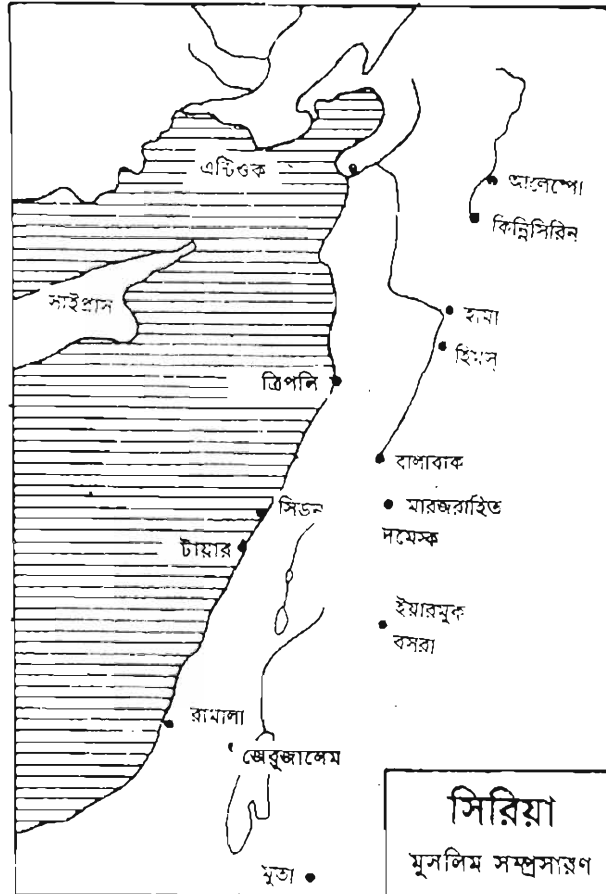 এন্টিওক
আলেপ্পো
কিন্নিসিরিন
সাইপ্রাস
হামা
হিমস্
ত্রিপলি
বালাবাক
সিডন
মারজরাহিত
দামেস্ক
টায়ার
ইয়ারমুক
বসরা
রামালা
জেরুজালেম
মুতা
সিরিয়া
মুসলিম সম্প্রসারণ